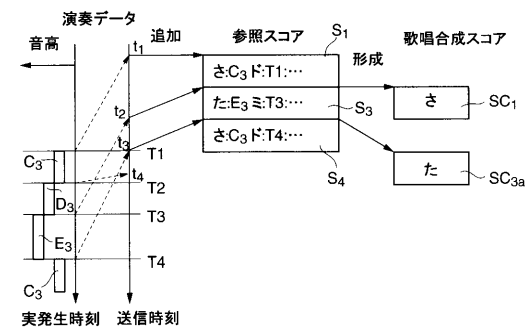 演奏データ
音高
追加
参照スコア
形成
歌唱合成スコア
t1
S1
さ:C3ド:T1:…
た:E3ミ:T3:…
さ:C3ド:T4:…
S3
S4
さ
SC1
た
SC3a
t2
t3
t4
C3
D3
E3
C3
T1
T2
T3
T4
実発生時刻
送信時刻